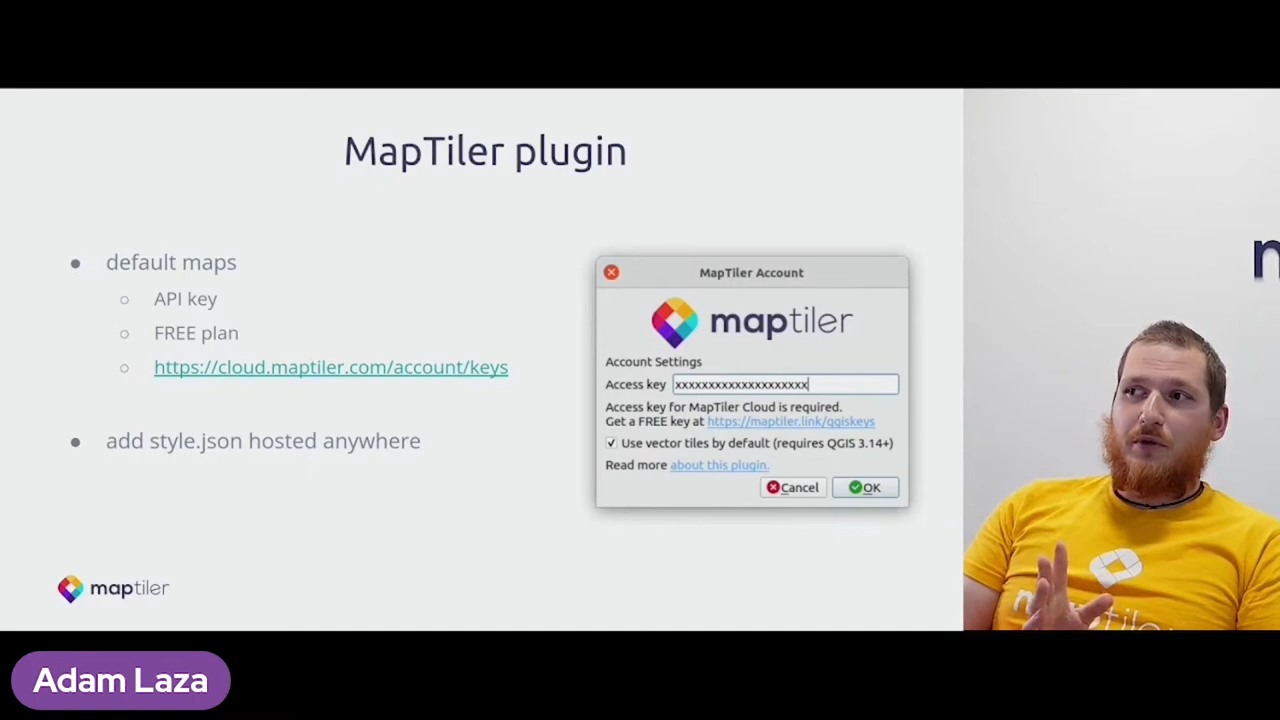 MapTiler plugin
default maps
API key
FREE plan
https://cloud.maptiler.com/account/keys
add style.json hosted anywhere
MapTiler Account
maptiler
Account Settings
Access key xxxxxxxxxxxxxxxxxxxxx
Access key for MapTiler Cloud is required.
Get a FREE key at https://maptiler.link/qgiskeys
Use vector tiles by default (requires QGIS 3.14+)
Read more about this plugin.
Cancel OK
maptiler
Adam Laza